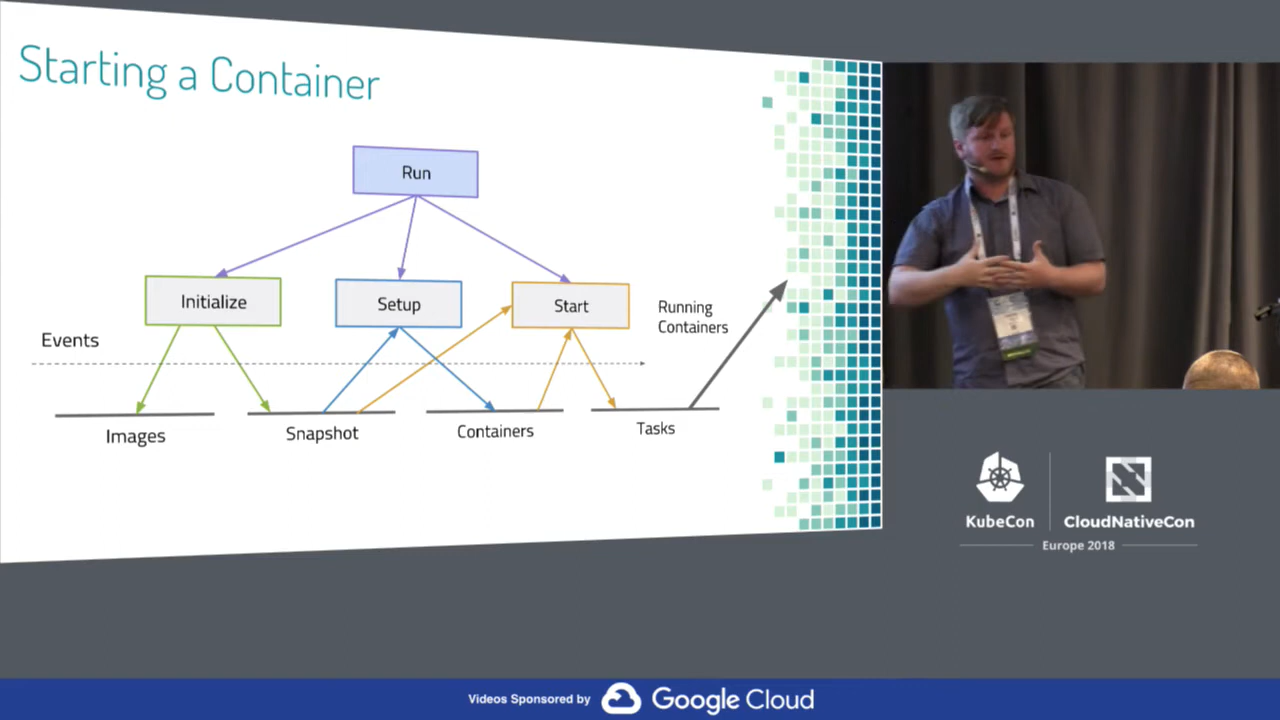 Starting a Container
Run
Initialize
Setup
Start
Running
Containers
Events
Images
Snapshot
Containers
Tasks
KubeCon
CloudNativeCon
Europe 2018
Videos Sponsored by
Google Cloud